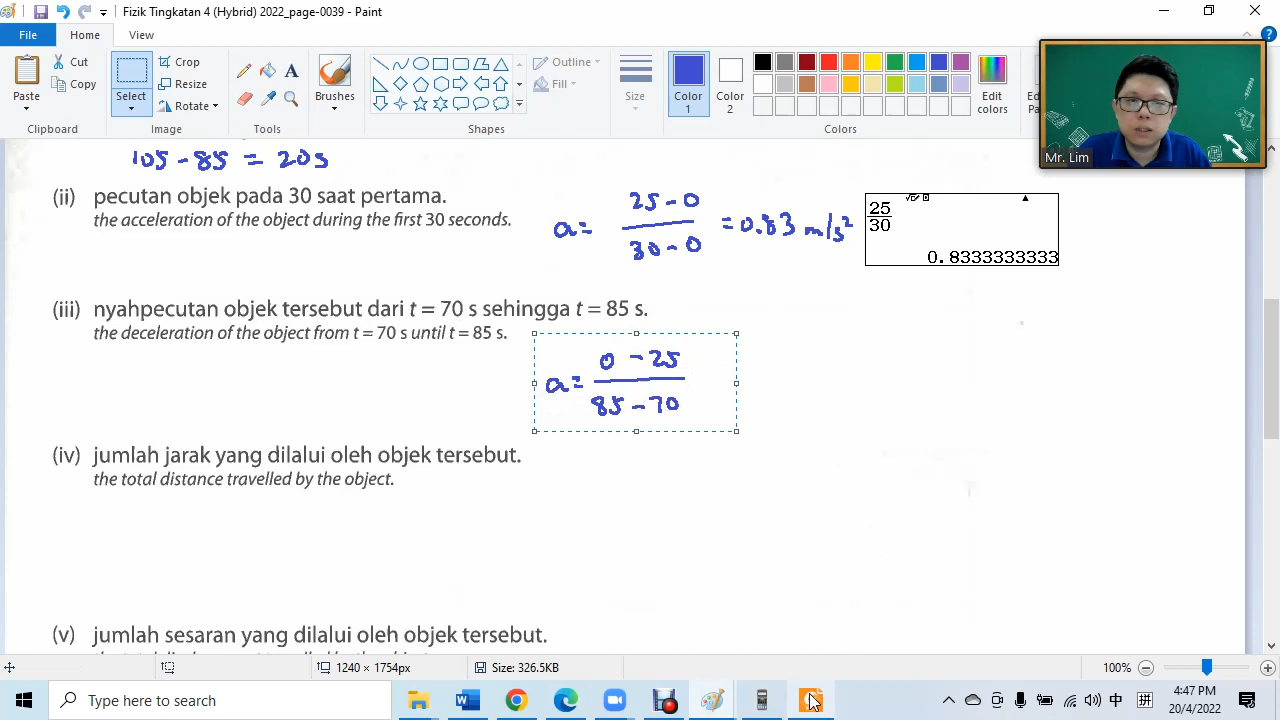 Fizik Tingkatan 4 (Hybrid) 2022_page-0039 - Paint
File Home View
Paste Cut Copy Clipboard
Select Crop Resize Rotate Image
Tools
Brushes
Outline Fill Shapes
Size
Color 1 Color 2 Edit colors Colors
Mr. Lim
105 - 85 = 20s
(ii) pecutan objek pada 30 saat pertama.
the acceleration of the object during the first 30 seconds.
a = 25 - 0 / 30 - 0 = 0.83 m/s²
25
30
0.8333333333
(iii) nyahpecutan objek tersebut dari t = 70 s sehingga t = 85 s.
the deceleration of the object from t = 70 s until t = 85 s.
a = 0 - 25 / 85 - 70
(iv) jumlah jarak yang dilalui oleh objek tersebut.
the total distance travelled by the object.
(v) jumlah sesaran yang dilalui oleh objek tersebut.
1240 × 1754px Size: 326.5KB 100%
Type here to search
中 拼 4:47 PM
20/4/2022